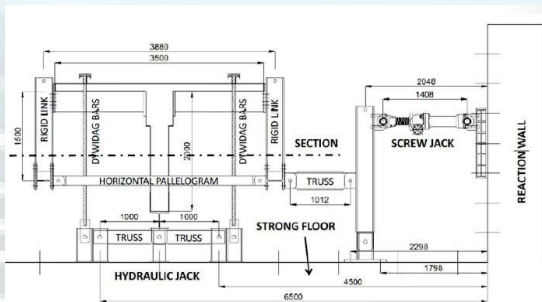 3880
3500
2048
1408
RIGID LINK
DYWIDAG BARS
DYWIDAG BARS
RIGID LINK
1500
2000
SECTION
SCREW JACK
REACTION WALL
HORIZONTAL PALLELOGRAM
TRUSS
1012
1000
1000
TRUSS
TRUSS
STRONG FLOOR
2298
HYDRAULIC JACK
1798
4500
6500